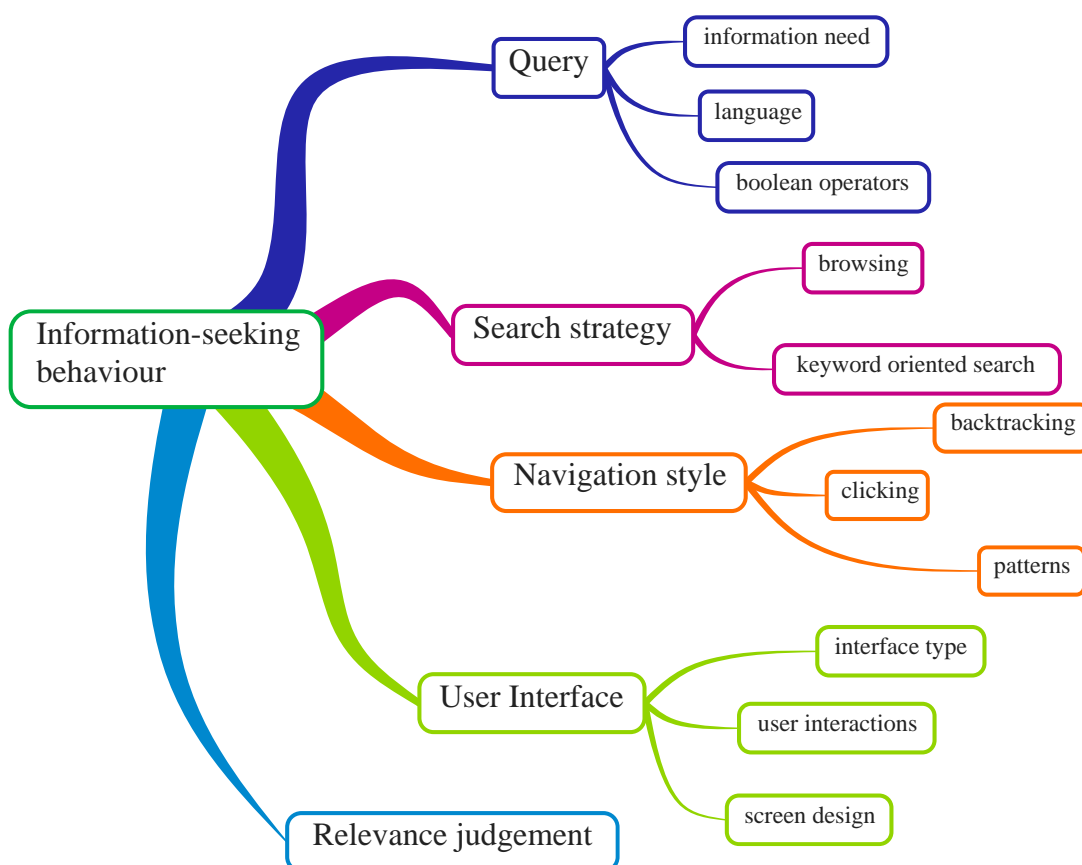 Information-seeking
behaviour
Query
information need
language
boolean operators
Search strategy
browsing
keyword oriented search
Navigation style
backtracking
clicking
patterns
User Interface
interface type
user interactions
screen design
Relevance judgement